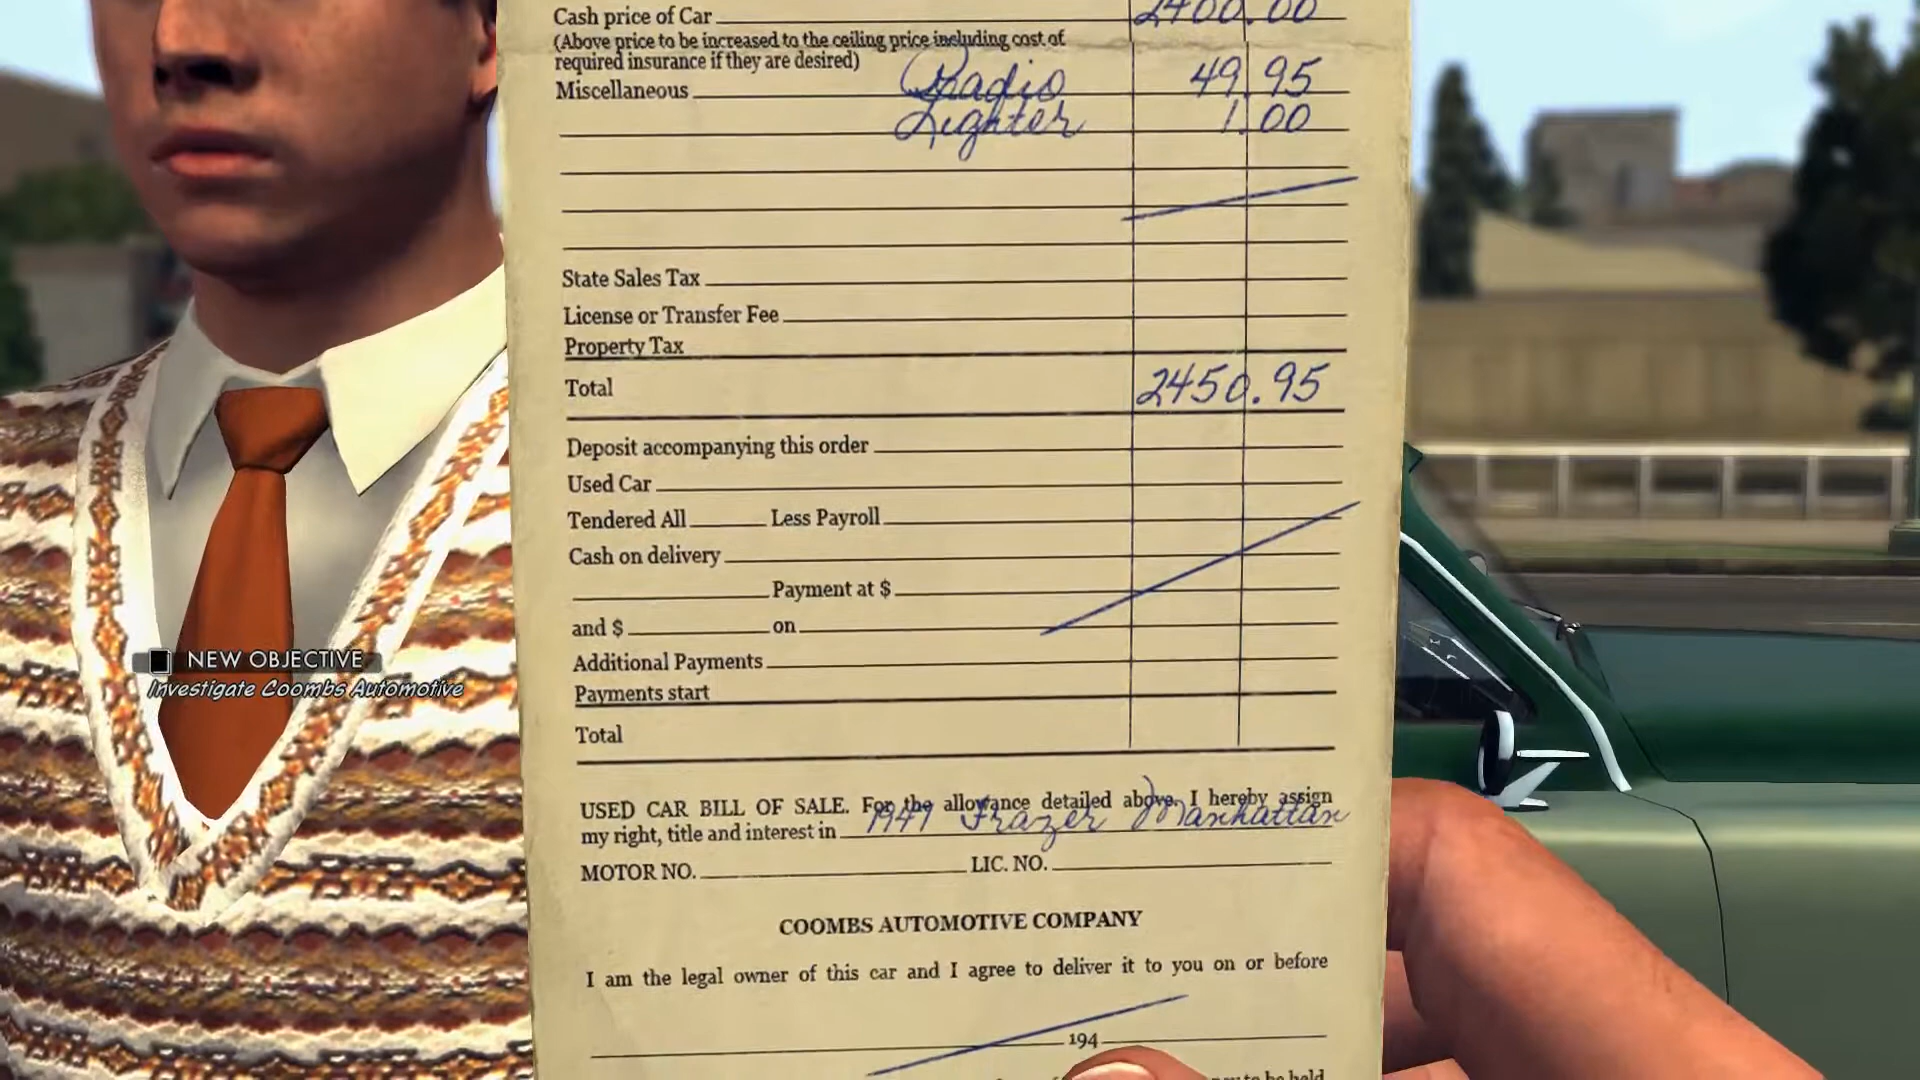 Cash price of Car 2400.00
(Above price to be increased to the ceiling price including cost of
required insurance if they are desired)
Miscellaneous Radio 49.95
Lighter 1.00
State Sales Tax
License or Transfer Fee
Property Tax
Total 2450.95
Deposit accompanying this order
Used Car
Tendered All Less Payroll
Cash on delivery
Payment at $
and $ on
Additional Payments
Payments start
Total
USED CAR BILL OF SALE. For the allowance detailed above, I hereby assign
my right, title and interest in 1947 Frazer Manhattan
MOTOR NO. LIC. NO.
COOMBS AUTOMOTIVE COMPANY
I am the legal owner of this car and I agree to deliver it to you on or before
194
to be held
NEW OBJECTIVE
Investigate Coombs Automotive